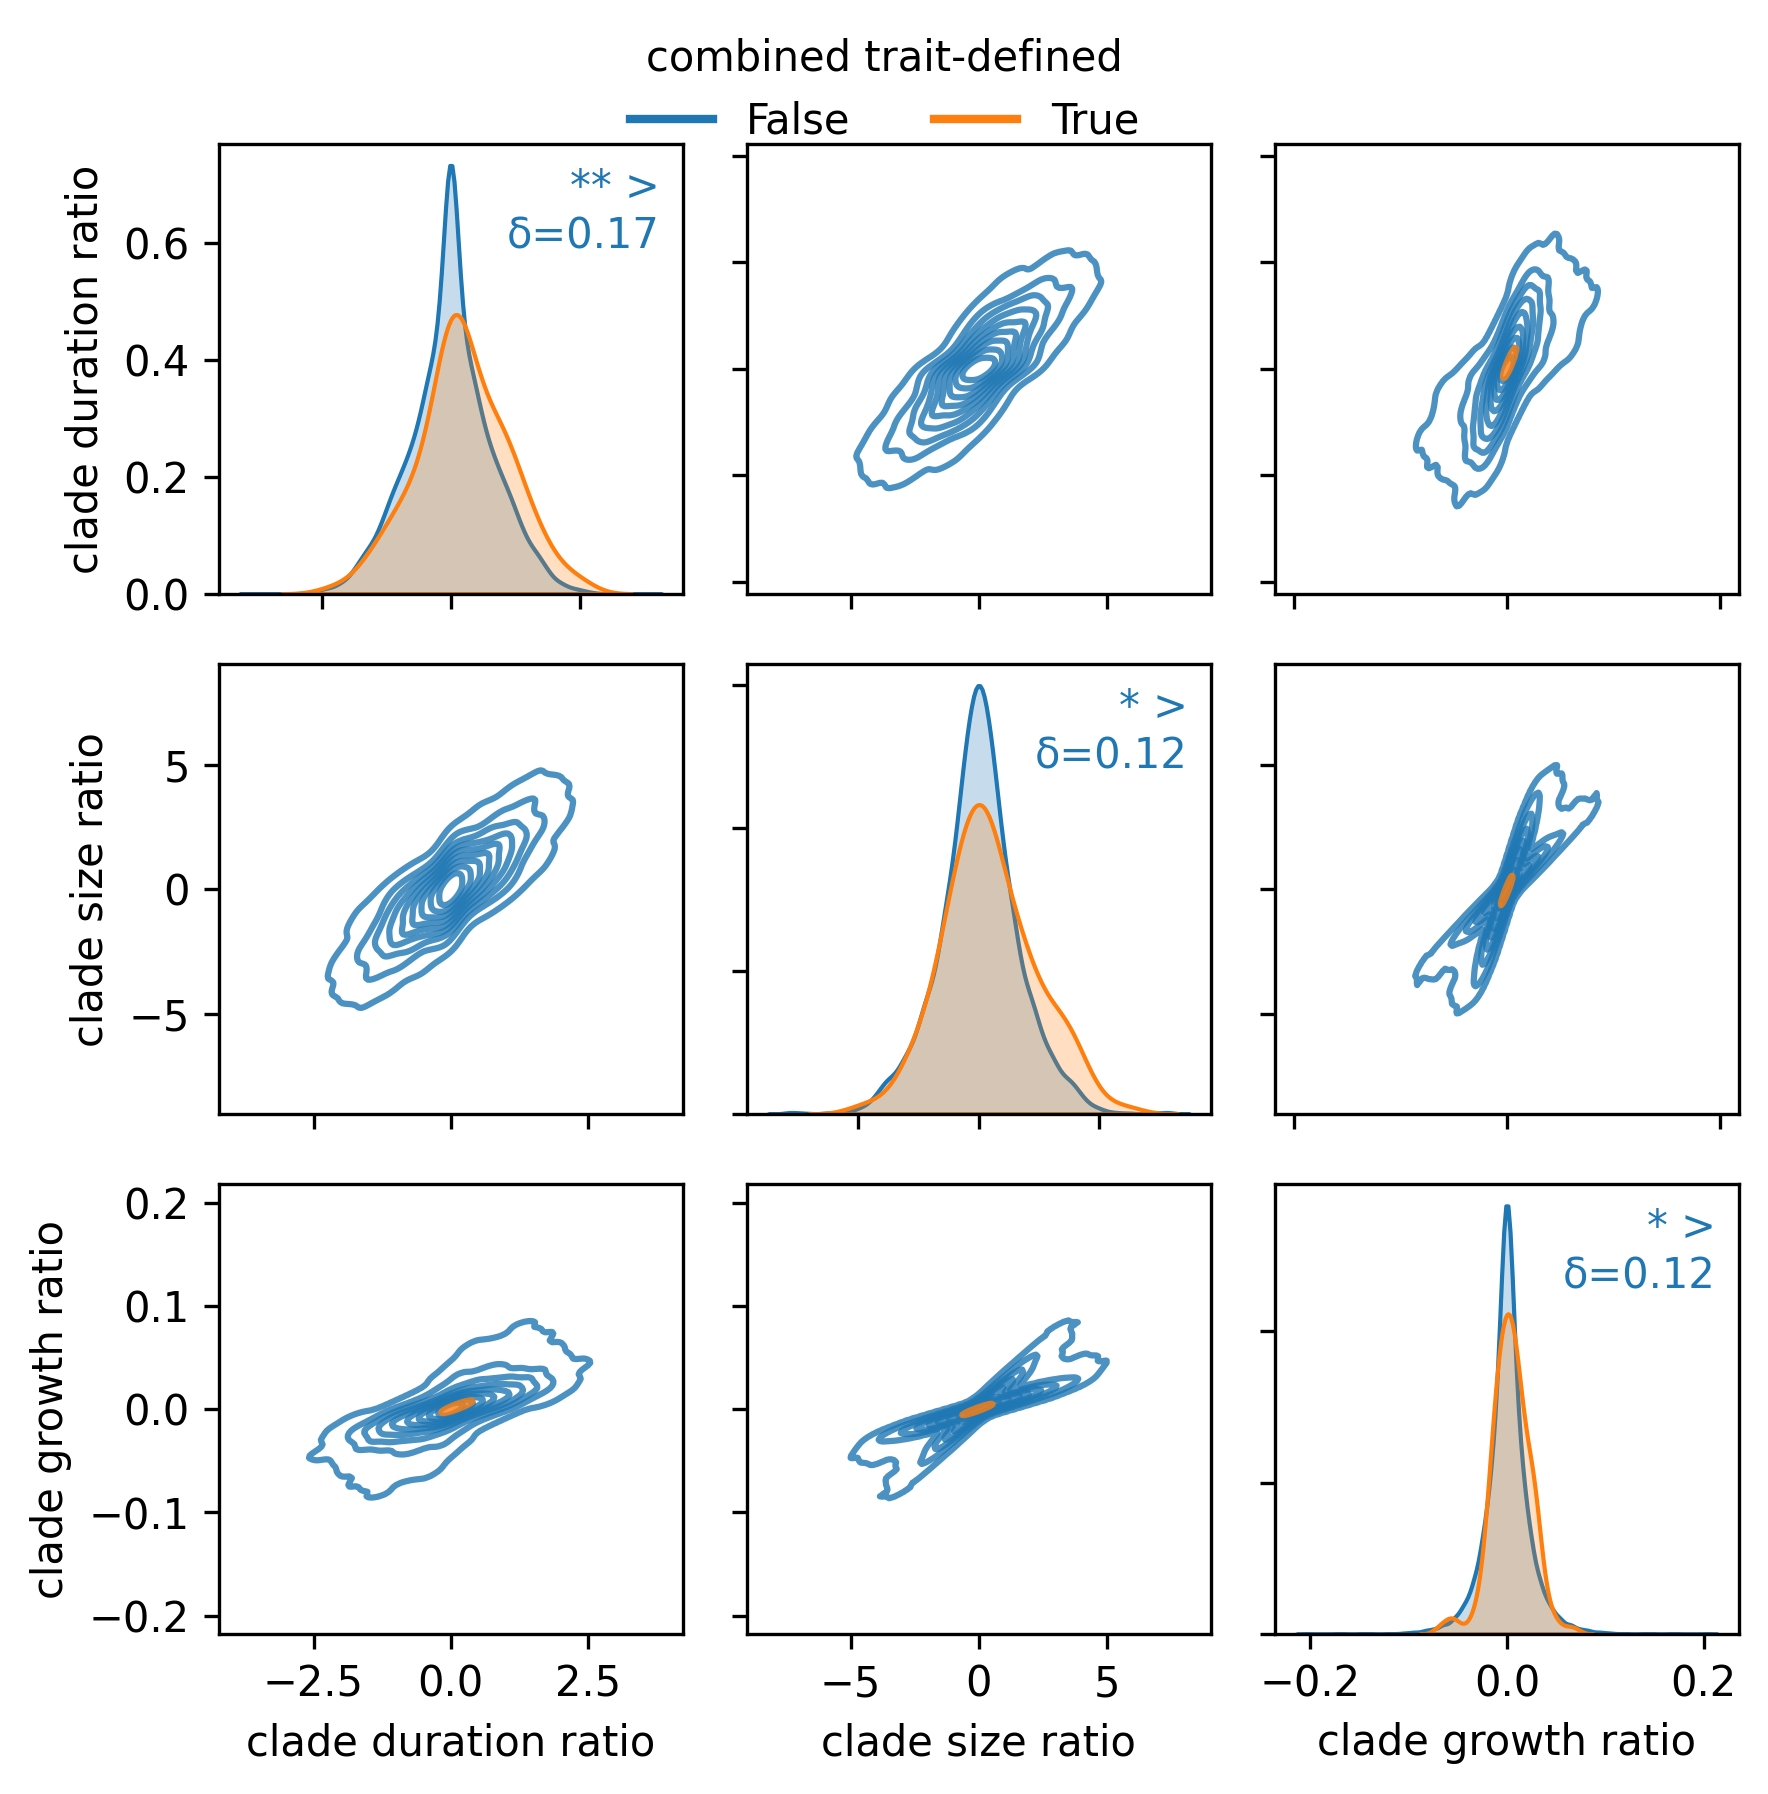 combined trait-defined
False True
clade duration ratio
0.6
0.4
0.2
0.0
** >
δ=0.17
clade size ratio
5
0
−5
* >
δ=0.12
clade growth ratio
0.2
0.1
0.0
−0.1
−0.2
* >
δ=0.12
−2.5 0.0 2.5
−5 0 5
−0.2 0.0 0.2
clade duration ratio
clade size ratio
clade growth ratio